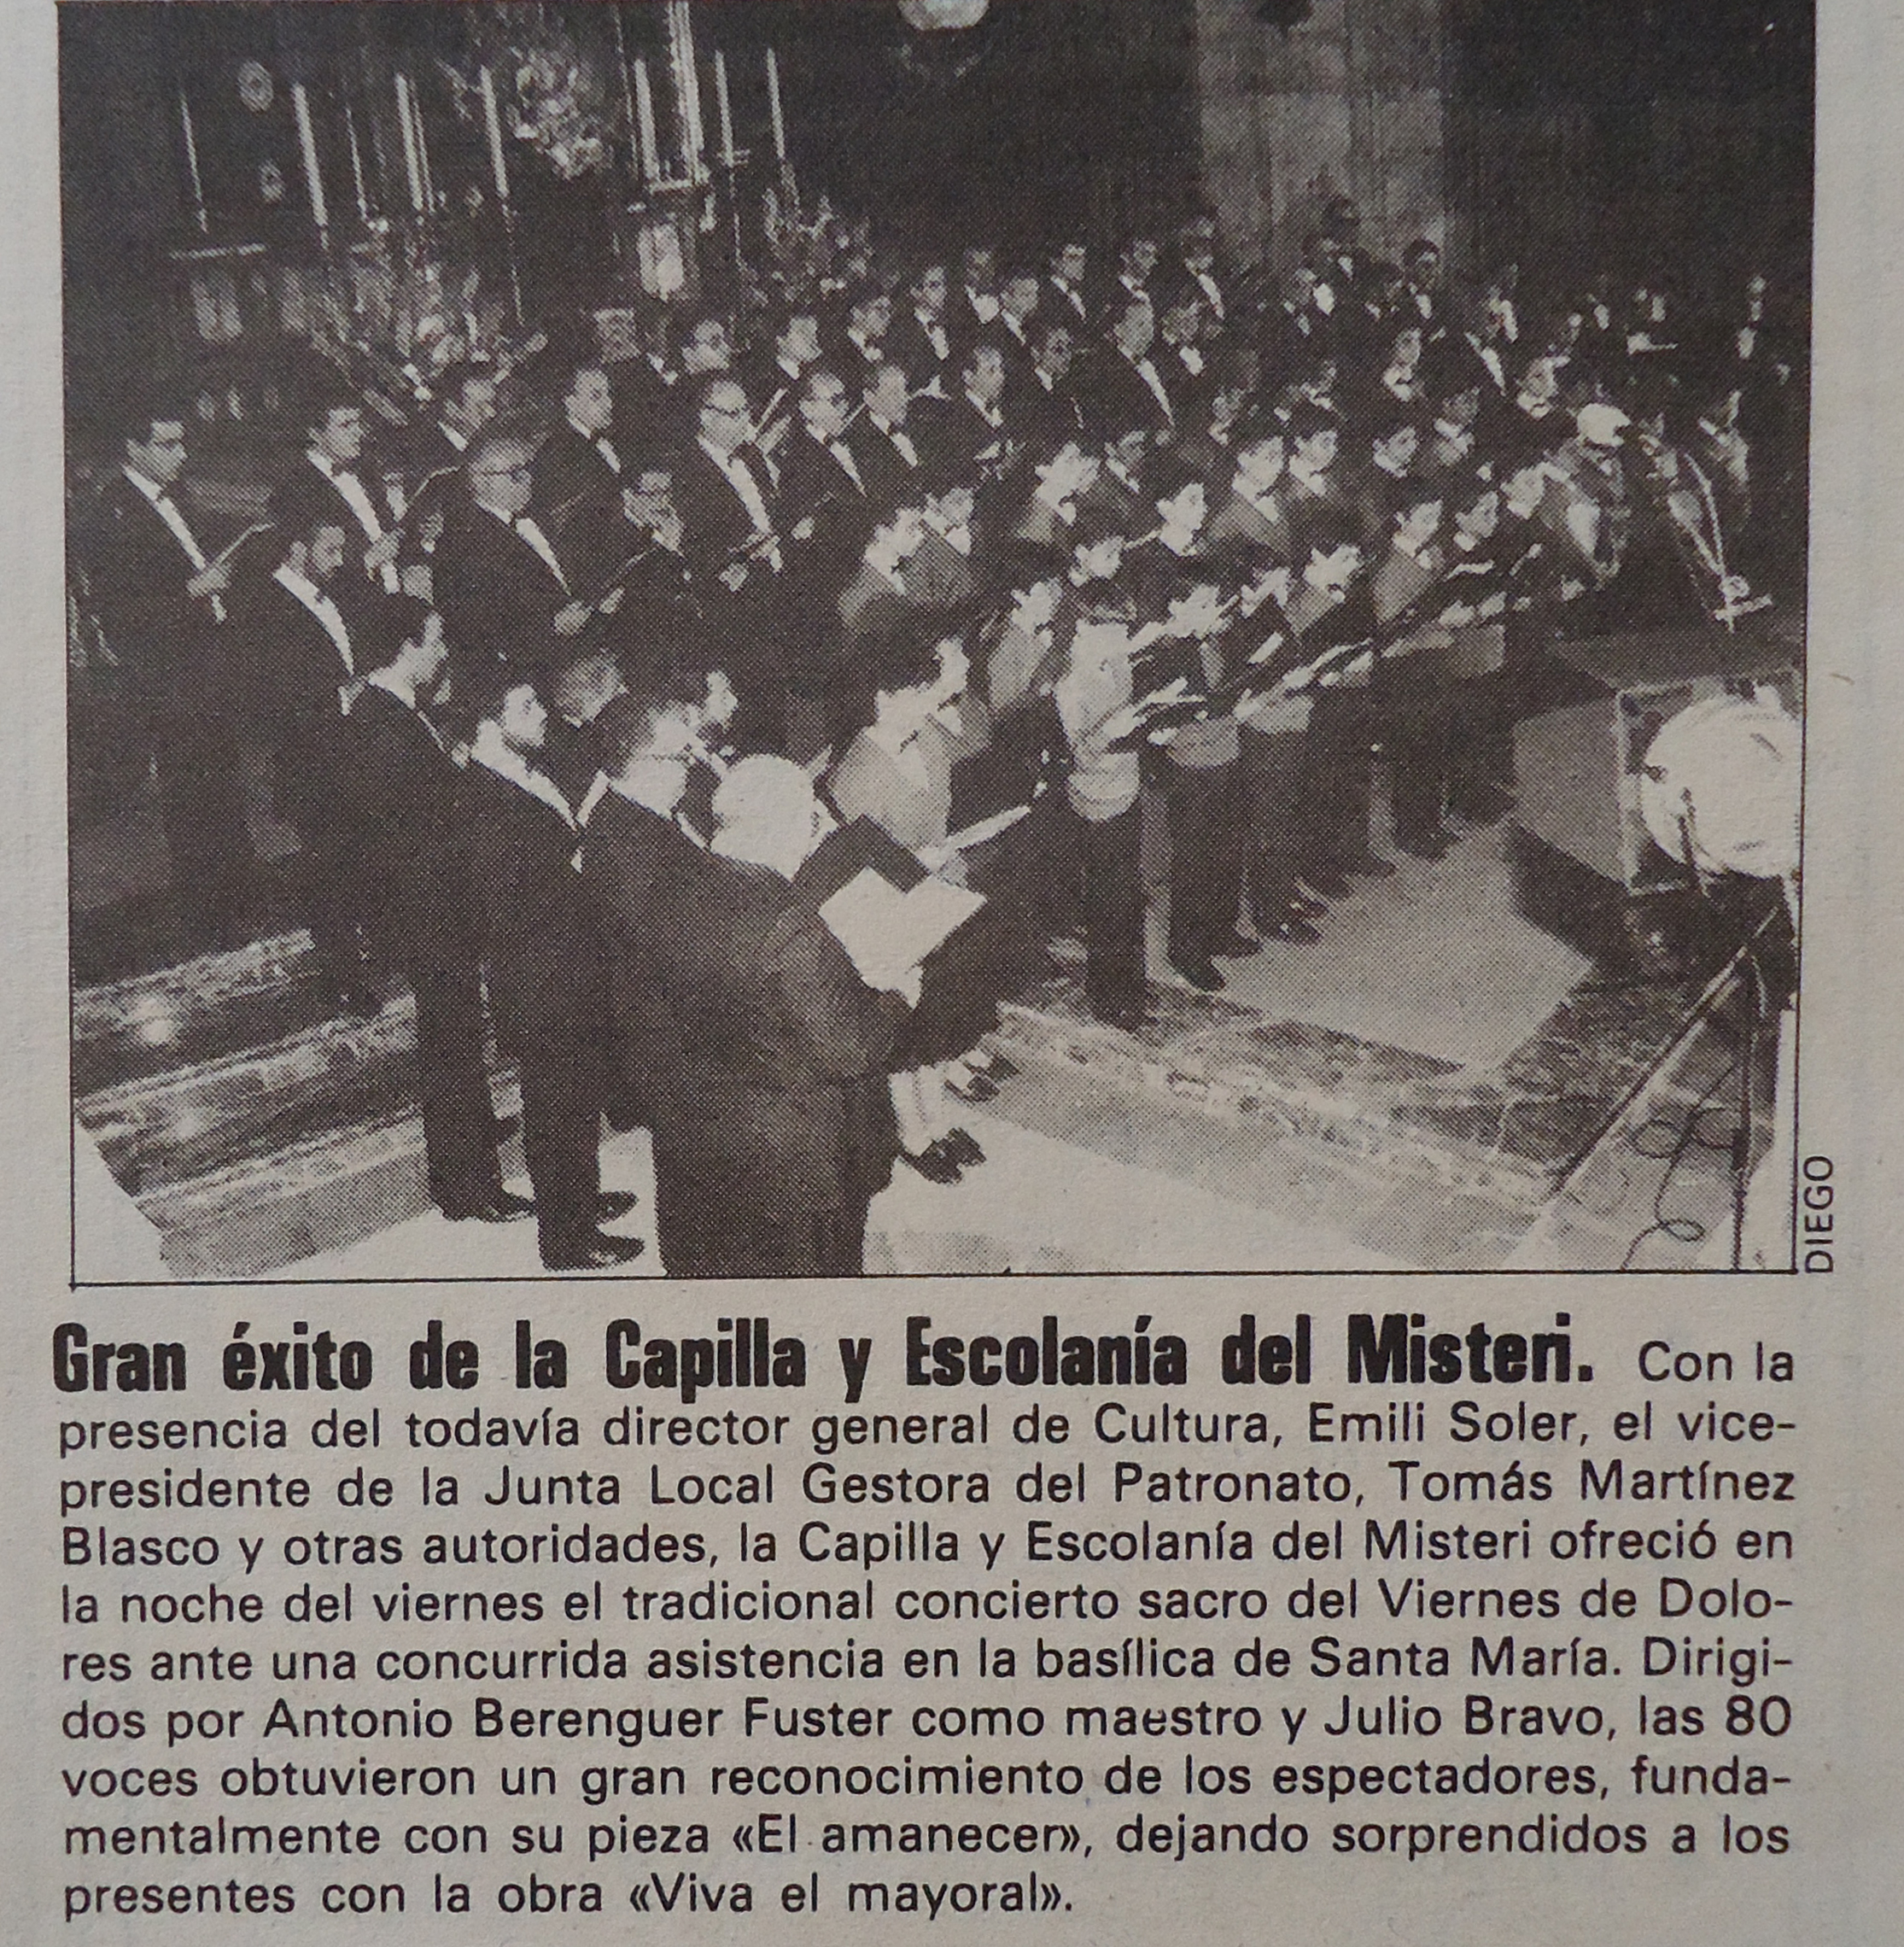 DIEGO
Gran éxito de la Capilla y Escolanía del Misteri. Con la
presencia del todavía director general de Cultura, Emili Soler, el vice-
presidente de la Junta Local Gestora del Patronato, Tomás Martínez
Blasco y otras autoridades, la Capilla y Escolanía del Misteri ofreció en
la noche del viernes el tradicional concierto sacro del Viernes de Dolo-
res ante una concurrida asistencia en la basílica de Santa María. Dirigi-
dos por Antonio Berenguer Fuster como maestro y Julio Bravo, las 80
voces obtuvieron un gran reconocimiento de los espectadores, funda-
mentalmente con su pieza «El amanecer», dejando sorprendidos a los
presentes con la obra «Viva el mayoral».